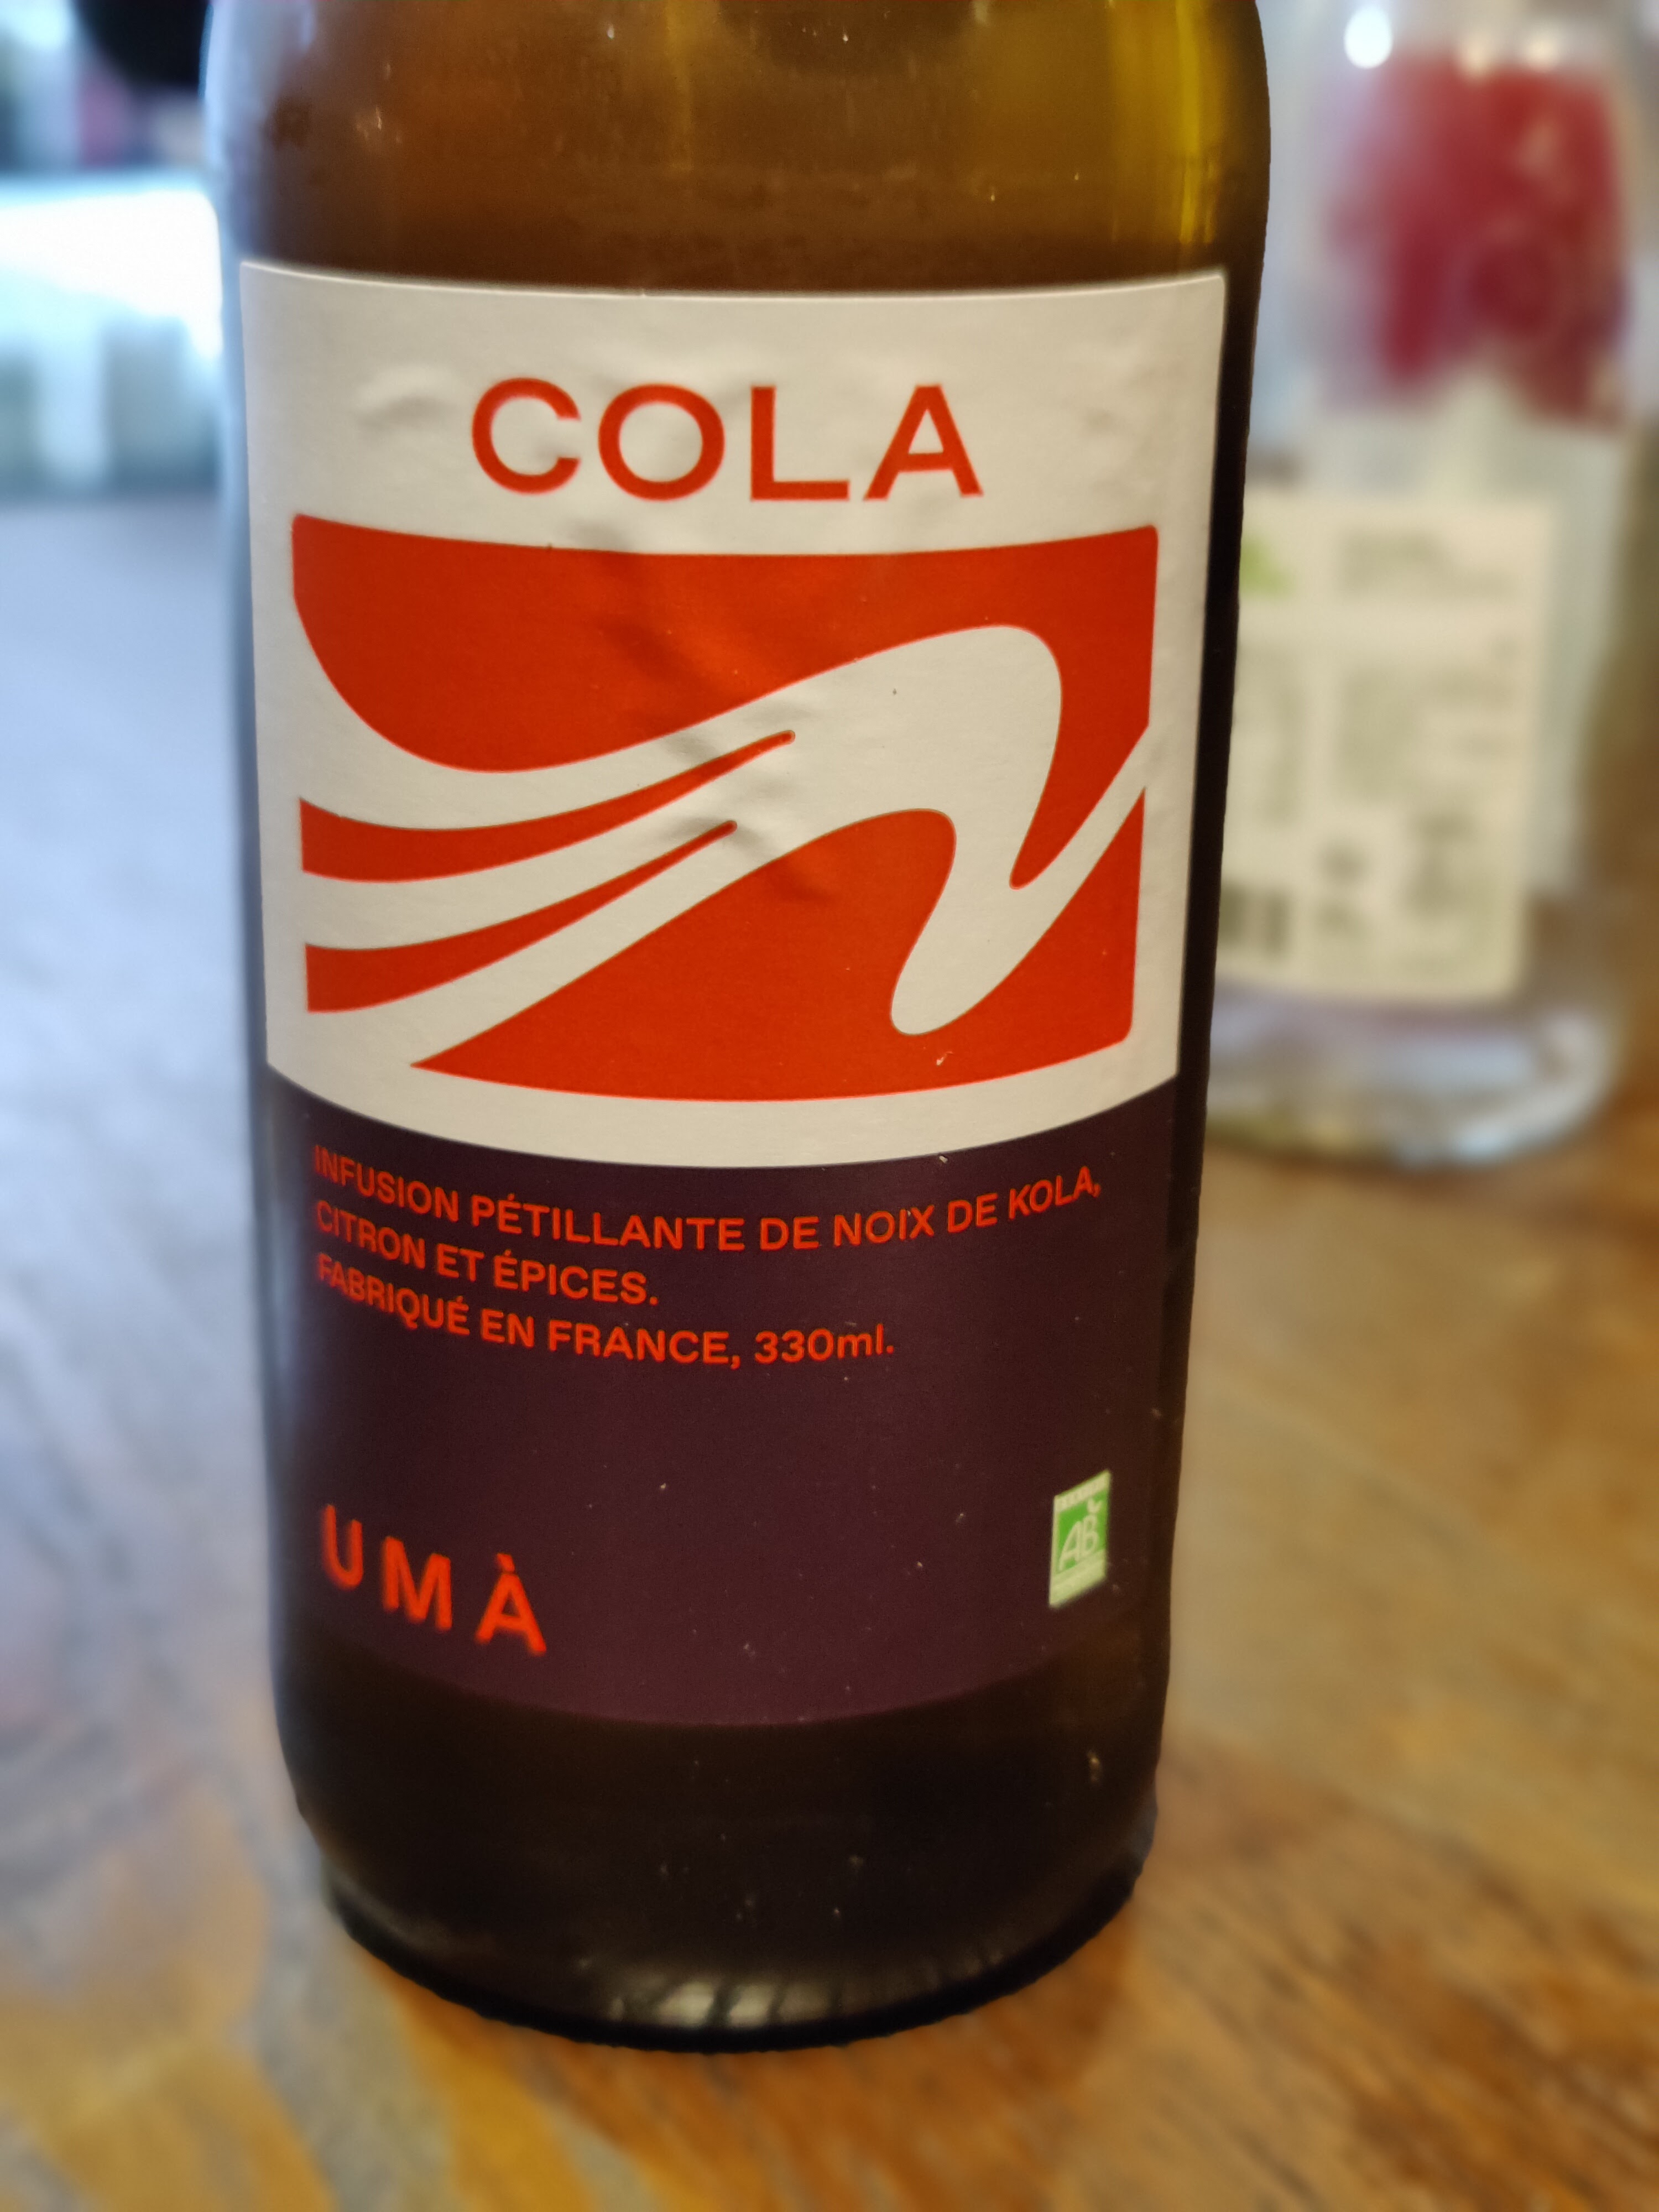 COLA
INFUSION PÉTILLANTE DE NOIX DE KOLA,
CITRON ET ÉPICES.
FABRIQUÉ EN FRANCE, 330ml.
UMÀ
AB